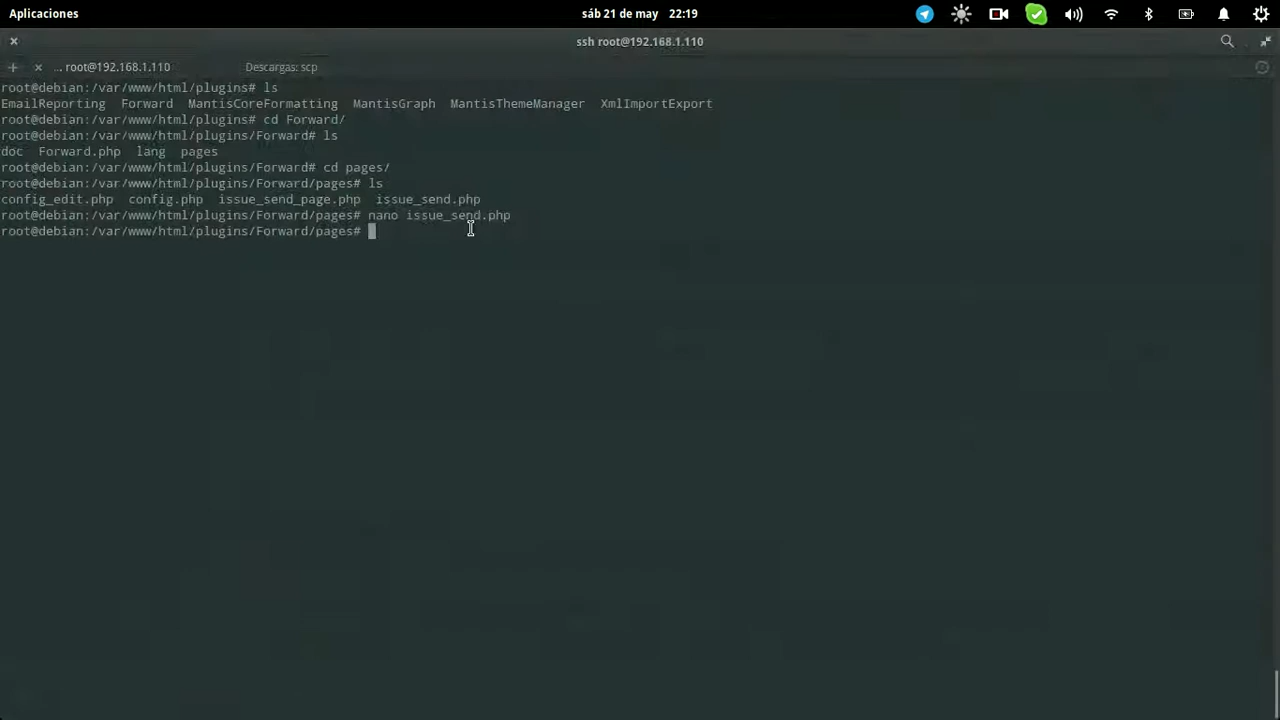 Aplicaciones
sáb 21 de may 22:19
ssh root@192.168.1.110
... root@192.168.1.110
Descargas: scp
root@debian:/var/www/html/plugins# ls
EmailReporting Forward MantisCoreFormatting MantisGraph MantisThemeManager XmlImportExport
root@debian:/var/www/html/plugins# cd Forward/
root@debian:/var/www/html/plugins/Forward# ls
doc Forward.php lang pages
root@debian:/var/www/html/plugins/Forward# cd pages/
root@debian:/var/www/html/plugins/Forward/pages# ls
config_edit.php config.php issue_send_page.php issue_send.php
root@debian:/var/www/html/plugins/Forward/pages# nano issue_send.php
root@debian:/var/www/html/plugins/Forward/pages#